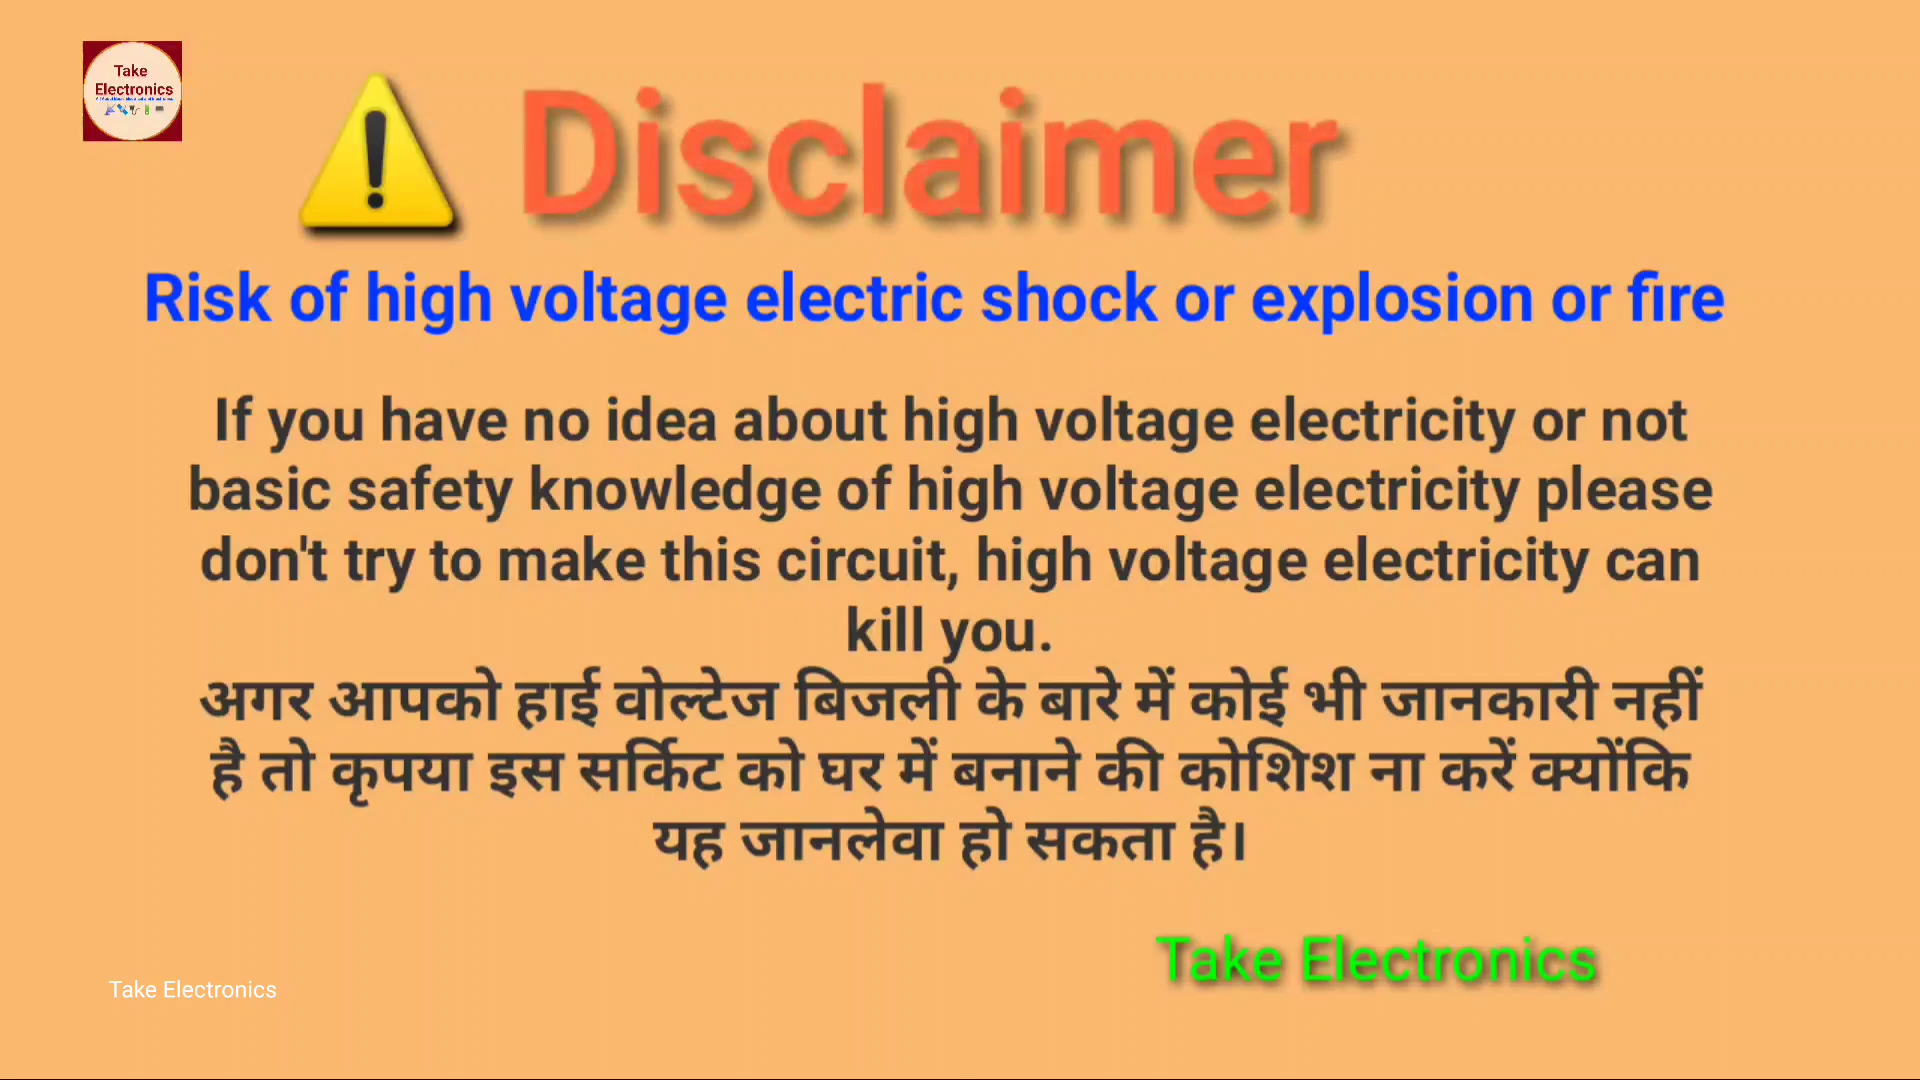 Take
Electronics
Disclaimer
Risk of high voltage electric shock or explosion or fire
If you have no idea about high voltage electricity or not
basic safety knowledge of high voltage electricity please
don't try to make this circuit, high voltage electricity can
kill you.
अगर आपको हाई वोल्टेज बिजली के बारे में कोई भी जानकारी नहीं
है तो कृपया इस सर्किट को घर में बनाने की कोशिश ना करें क्योंकि
यह जानलेवा हो सकता है।
Take Electronics
Take Electronics